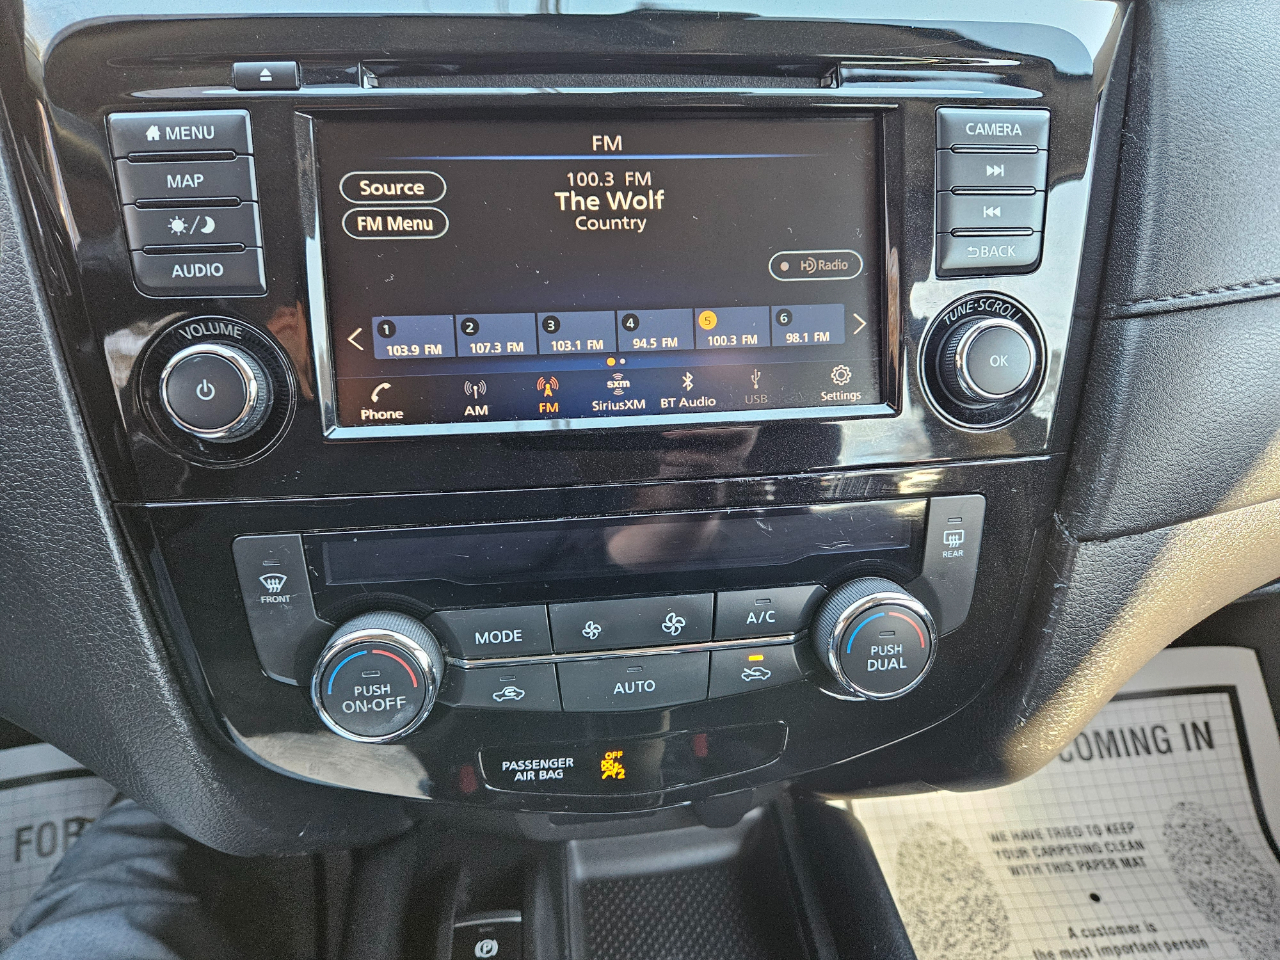 MENU
MAP
AUDIO
VOLUME
FM
Source
FM Menu
100.3 FM
The Wolf
Country
HD Radio
1 103.9 FM
2 107.3 FM
3 103.1 FM
4 94.5 FM
5 100.3 FM
6 98.1 FM
Phone
AM
FM
sxm
SiriusXM
BT Audio
USB
Settings
CAMERA
BACK
TUNE·SCROLL
OK
FRONT
REAR
MODE
A/C
AUTO
PUSH
ON·OFF
PUSH
DUAL
PASSENGER
AIR BAG
OFF
2
FOR
COMING IN
WE HAVE TRIED TO KEEP
YOUR CARPETING CLEAN
WITH THIS PAPER MAT
A customer is
the most important person